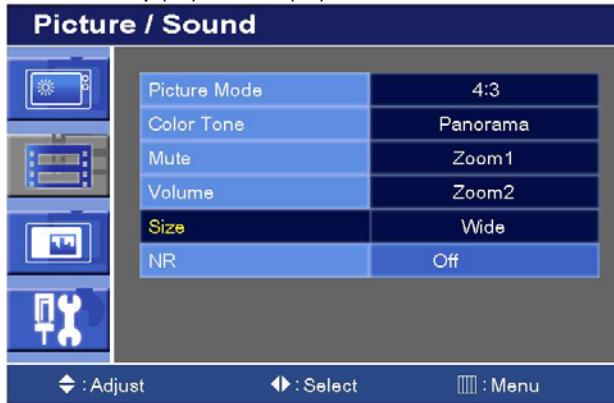 Picture / Sound
Picture Mode 4:3
Color Tone Panorama
Mute Zoom1
Volume Zoom2
Size Wide
NR Off
: Adjust : Select : Menu